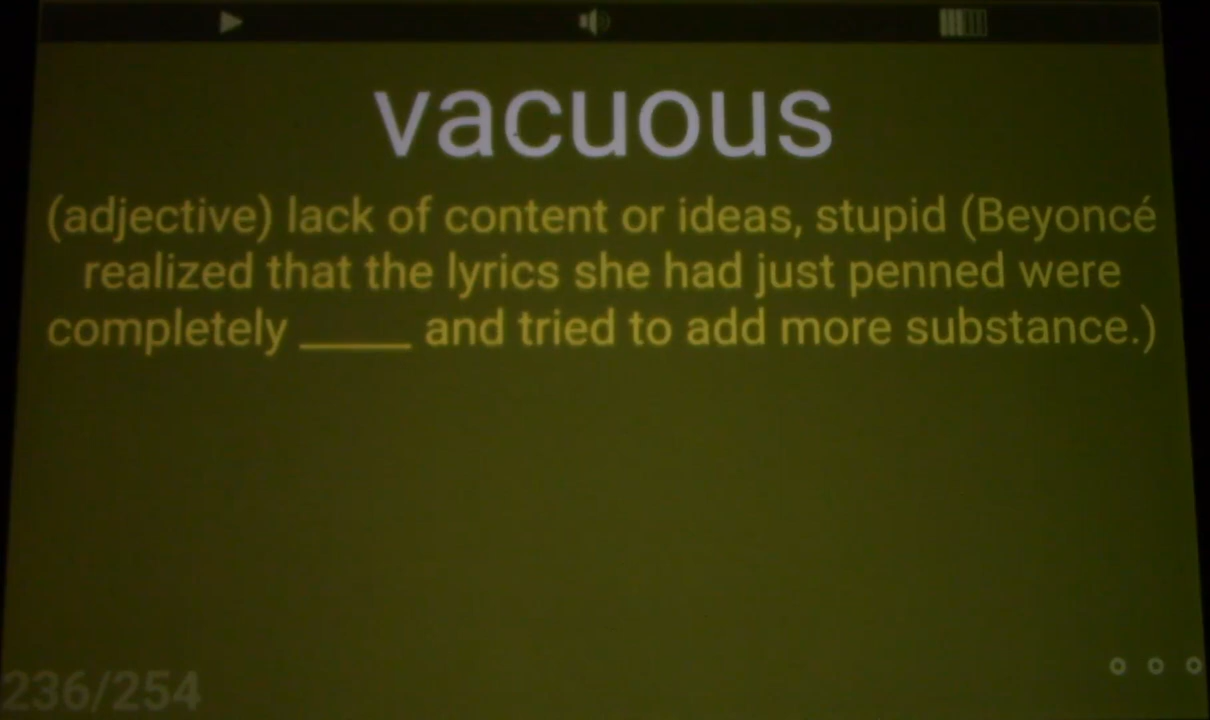 vacuous
(adjective) lack of content or ideas, stupid (Beyoncé
realized that the lyrics she had just penned were
completely _____ and tried to add more substance.)
236/254